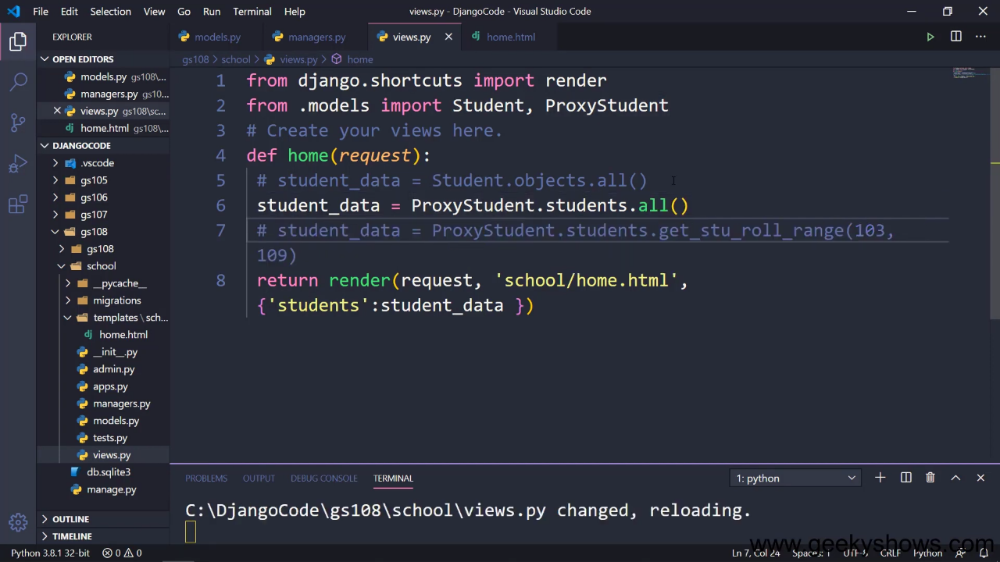 File Edit Selection View Go Run Terminal Help
views.py - DjangoCode - Visual Studio Code
EXPLORER
models.py managers.py views.py home.html
OPEN EDITORS
models.py gs108\...
managers.py gs108\...
views.py gs108\sc...
home.html gs108\...
DJANGOCODE
.vscode
gs105
gs106
gs107
gs108
gs108
school
__pycache__
migrations
templates \ sch...
home.html
__init__.py
admin.py
apps.py
managers.py
models.py
tests.py
views.py
db.sqlite3
manage.py
OUTLINE
TIMELINE
gs108 > school > views.py > home
1 from django.shortcuts import render
2 from .models import Student, ProxyStudent
3 # Create your views here.
4 def home(request):
5 # student_data = Student.objects.all()
6 student_data = ProxyStudent.students.all()
7 # student_data = ProxyStudent.students.get_stu_roll_range(103,
109)
8 return render(request, 'school/home.html',
{'students':student_data })
PROBLEMS OUTPUT DEBUG CONSOLE TERMINAL
1: python
C:\DjangoCode\gs108\school\views.py changed, reloading.
www.geekyshows.com
Python 3.8.1 32-bit 0 0 Ln 7, Col 24 Spaces: 1 UTF-8 CRLF Python